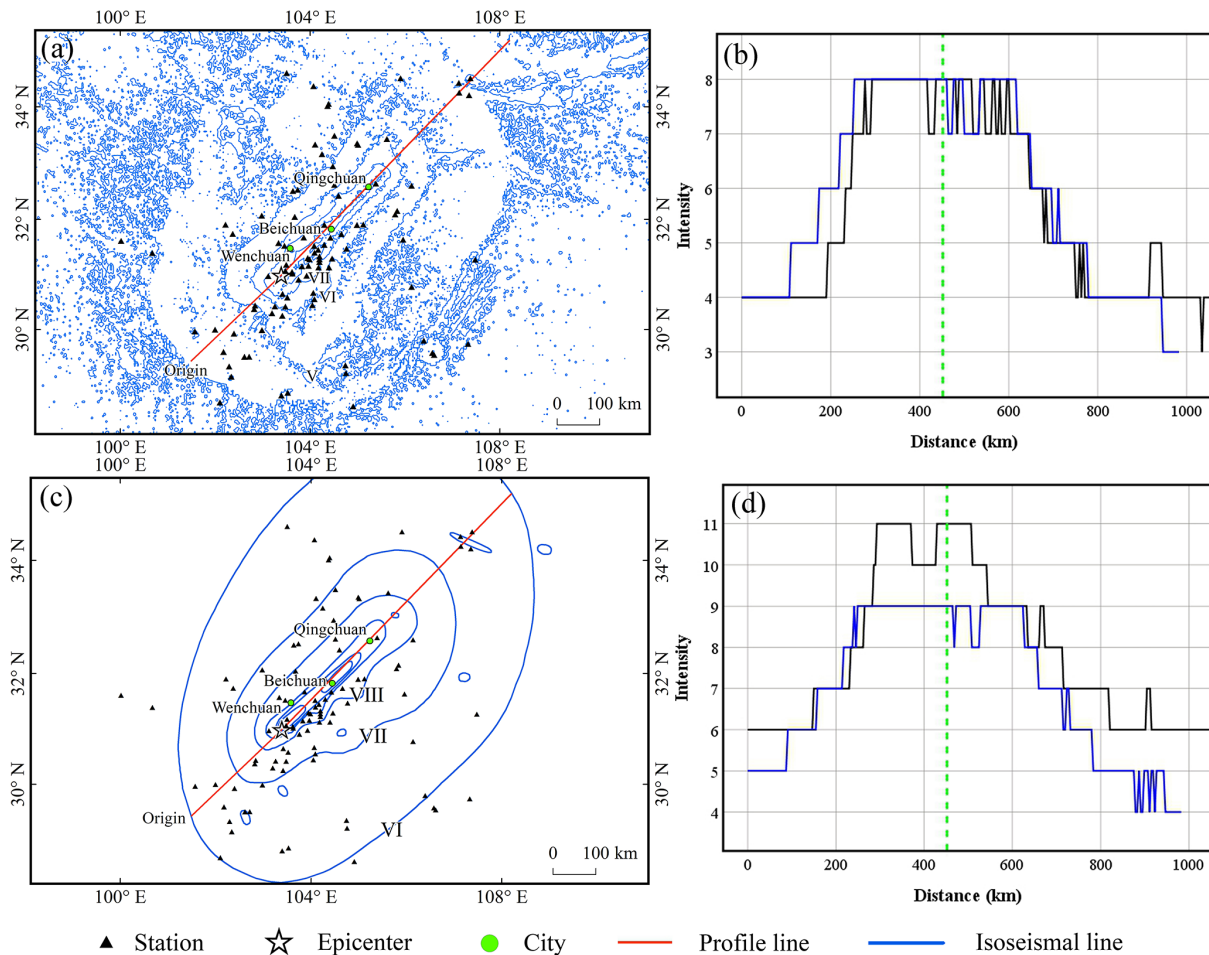 100° E 104° E 108° E
(a)
34° N 34° N
32° N 32° N
30° N 30° N
Qingchuan
Beichuan
Wenchuan
VII
VI
V
Origin
0 100 km
100° E 104° E 108° E
(b)
Intensity
8
7
6
5
4
3
0 200 400 600 800 1000
Distance (km)
100° E 104° E 108° E
(c)
34° N 34° N
32° N 32° N
30° N 30° N
Qingchuan
Beichuan
Wenchuan
VIII
VII
VI
Origin
0 100 km
100° E 104° E 108° E
(d)
Intensity
11
10
9
8
7
6
5
4
0 200 400 600 800 1000
Distance (km)
Station Epicenter City Profile line Isoseismal line